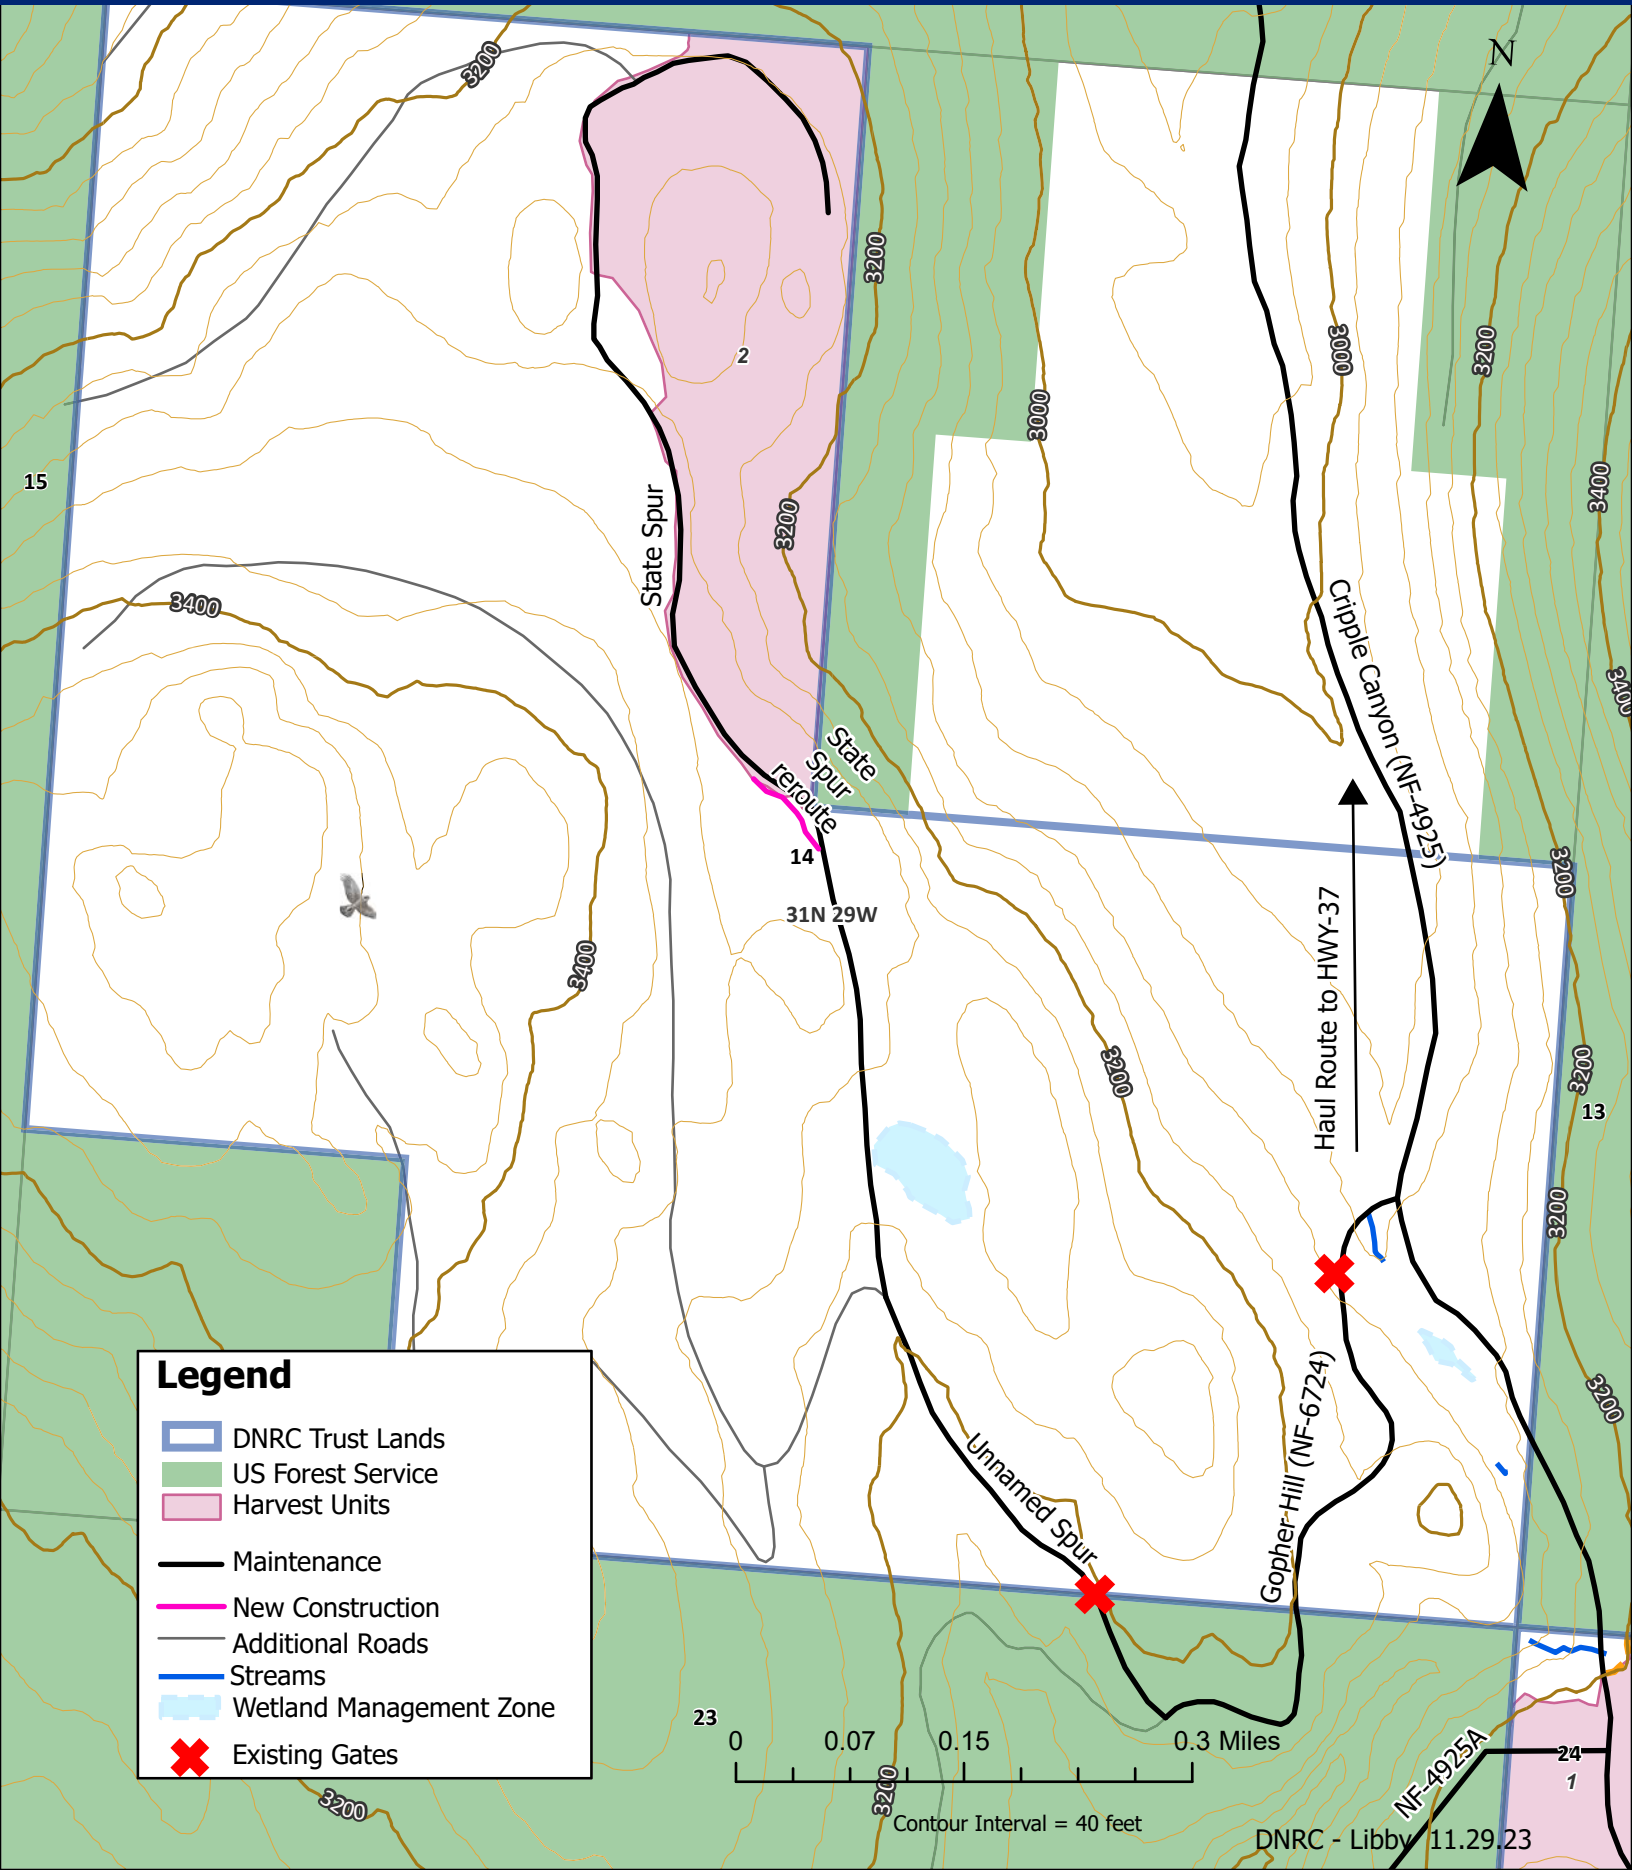 N
3200
3200
3000
3200
3000
2
3200
3400
15
State Spur
3400
3400
Cripple Canyon (NF-4925)
State
Spur
reroute
14
31N 29W
3200
3400
3200
Haul Route to HWY-37
3200
13
3200
3200
Unnamed Spur
Gopher Hill (NF-6724)
Legend
DNRC Trust Lands
US Forest Service
Harvest Units
Maintenance
New Construction
Additional Roads
Streams
Wetland Management Zone
Existing Gates
23
0 0.07 0.15 0.3 Miles
NF-4925A
24
1
3200
3200
Contour Interval = 40 feet
DNRC - Libby 11.29.23